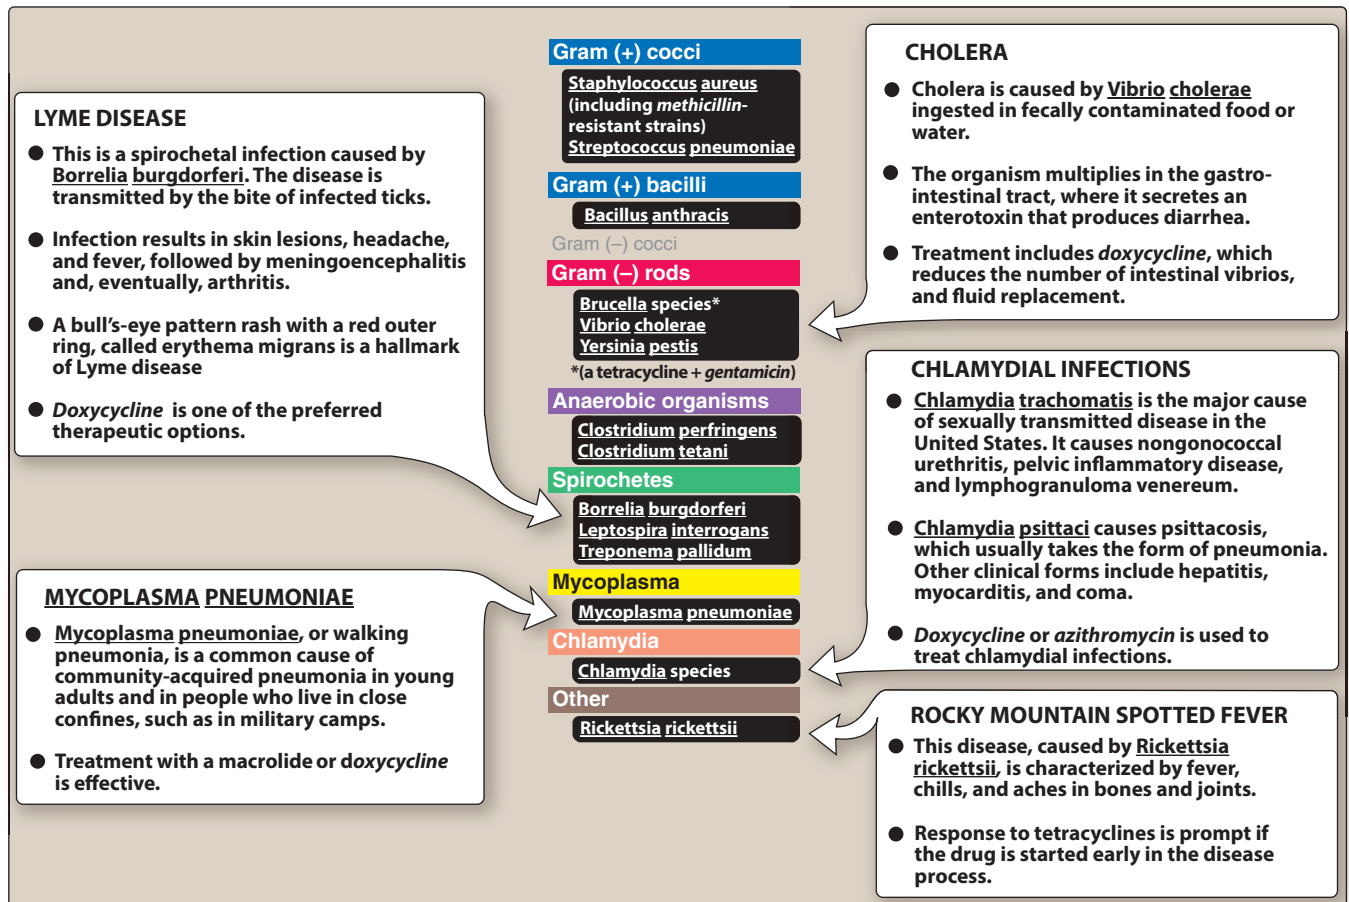 LYME DISEASE
● This is a spirochetal infection caused by
Borrelia burgdorferi. The disease is
transmitted by the bite of infected ticks.
● Infection results in skin lesions, headache,
and fever, followed by meningoencephalitis
and, eventually, arthritis.
● A bull's-eye pattern rash with a red outer
ring, called erythema migrans is a hallmark
of Lyme disease
● Doxycycline is one of the preferred
therapeutic options.
MYCOPLASMA PNEUMONIAE
● Mycoplasma pneumoniae, or walking
pneumonia, is a common cause of
community-acquired pneumonia in young
adults and in people who live in close
confines, such as in military camps.
● Treatment with a macrolide or doxycycline
is effective.
Gram (+) cocci
Staphylococcus aureus
(including methicillin-
resistant strains)
Streptococcus pneumoniae
Gram (+) bacilli
Bacillus anthracis
Gram (–) cocci
Gram (–) rods
Brucella species*
Vibrio cholerae
Yersinia pestis
*(a tetracycline + gentamicin)
Anaerobic organisms
Clostridium perfringens
Clostridium tetani
Spirochetes
Borrelia burgdorferi
Leptospira interrogans
Treponema pallidum
Mycoplasma
Mycoplasma pneumoniae
Chlamydia
Chlamydia species
Other
Rickettsia rickettsii
CHOLERA
● Cholera is caused by Vibrio cholerae
ingested in fecally contaminated food or
water.
● The organism multiplies in the gastro-
intestinal tract, where it secretes an
enterotoxin that produces diarrhea.
● Treatment includes doxycycline, which
reduces the number of intestinal vibrios,
and fluid replacement.
CHLAMYDIAL INFECTIONS
● Chlamydia trachomatis is the major cause
of sexually transmitted disease in the
United States. It causes nongonococcal
urethritis, pelvic inflammatory disease,
and lymphogranuloma venereum.
● Chlamydia psittaci causes psittacosis,
which usually takes the form of pneumonia.
Other clinical forms include hepatitis,
myocarditis, and coma.
● Doxycycline or azithromycin is used to
treat chlamydial infections.
ROCKY MOUNTAIN SPOTTED FEVER
● This disease, caused by Rickettsia
rickettsii, is characterized by fever,
chills, and aches in bones and joints.
● Response to tetracyclines is prompt if
the drug is started early in the disease
process.